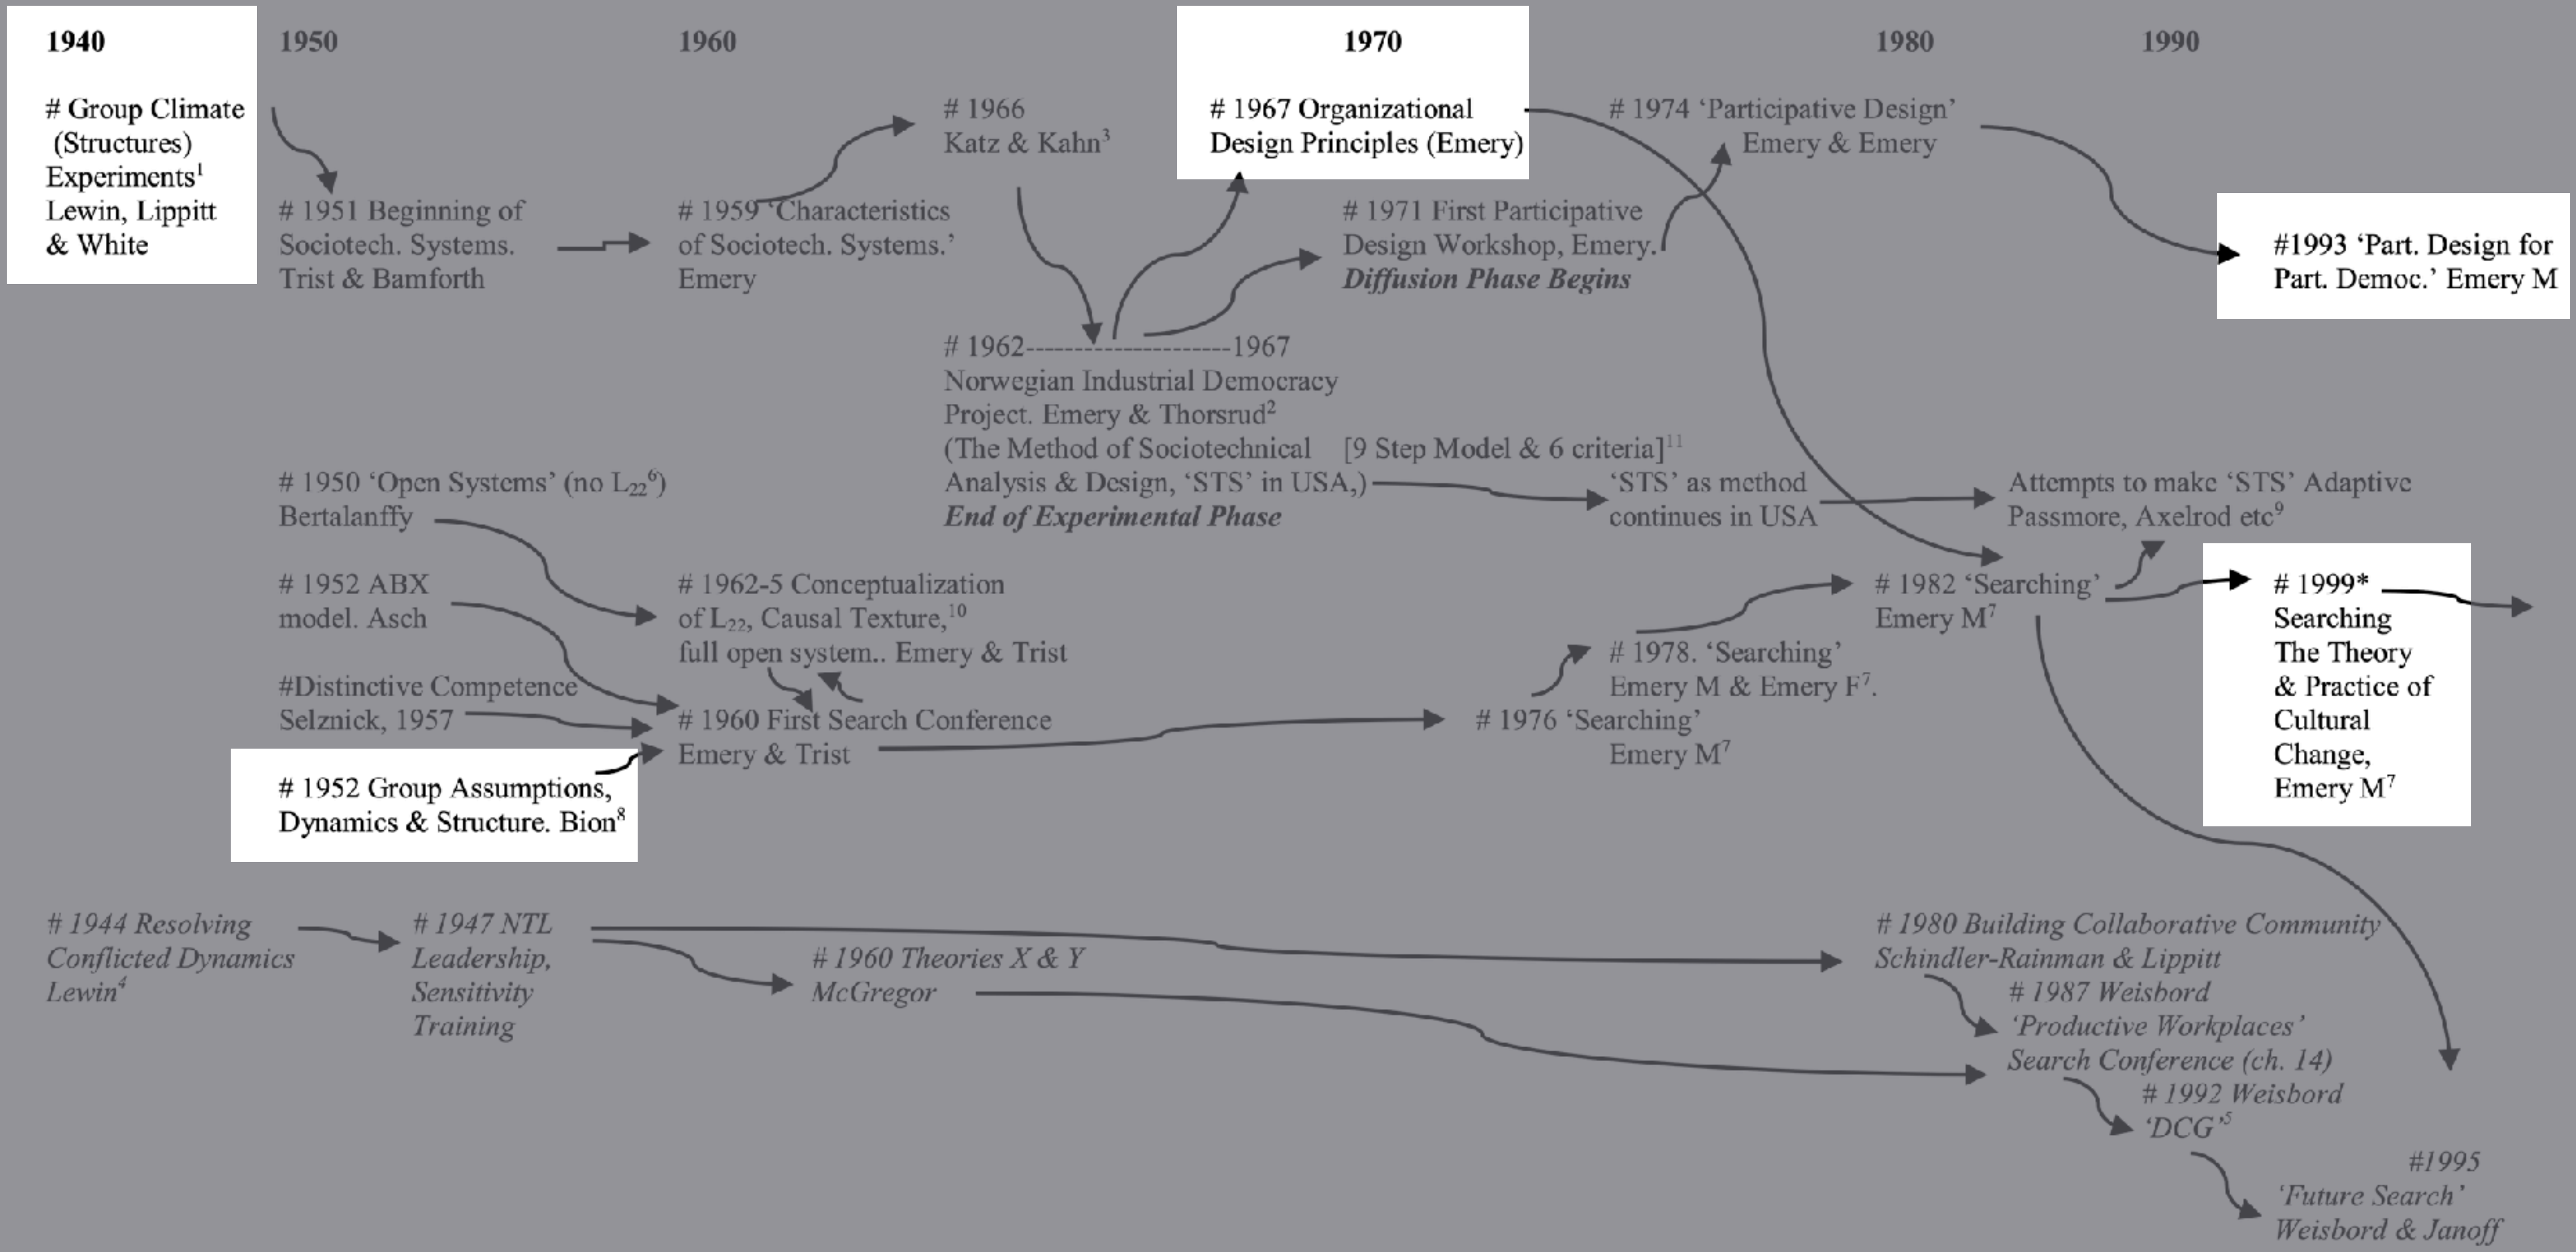 1940
1950
1960
1970
1980
1990
# Group Climate
(Structures)
Experiments¹
Lewin, Lippitt
& White
# 1951 Beginning of
Sociotech. Systems.
Trist & Bamforth
# 1959 ‘Characteristics
of Sociotech. Systems.’
Emery
# 1966
Katz & Kahn³
# 1967 Organizational
Design Principles (Emery)
# 1971 First Participative
Design Workshop, Emery.
Diffusion Phase Begins
# 1974 ‘Participative Design’
Emery & Emery
#1993 ‘Part. Design for
Part. Democ.’ Emery M
# 1962--------------------1967
Norwegian Industrial Democracy
Project. Emery & Thorsrud²
(The Method of Sociotechnical [9 Step Model & 6 criteria]¹¹
Analysis & Design, ‘STS’ in USA,)
End of Experimental Phase
‘STS’ as method
continues in USA
Attempts to make ‘STS’ Adaptive
Passmore, Axelrod etc⁹
# 1950 ‘Open Systems’ (no L₂₂⁶)
Bertalanffy
# 1952 ABX
model. Asch
#Distinctive Competence
Selznick, 1957
# 1952 Group Assumptions,
Dynamics & Structure. Bion⁸
# 1962-5 Conceptualization
of L₂₂, Causal Texture,¹⁰
full open system.. Emery & Trist
# 1960 First Search Conference
Emery & Trist
# 1976 ‘Searching’
Emery M⁷
# 1978. ‘Searching’
Emery M & Emery F⁷.
# 1982 ‘Searching’
Emery M⁷
# 1999*
Searching
The Theory
& Practice of
Cultural
Change,
Emery M⁷
# 1944 Resolving
Conflicted Dynamics
Lewin⁴
# 1947 NTL
Leadership,
Sensitivity
Training
# 1960 Theories X & Y
McGregor
# 1980 Building Collaborative Community
Schindler-Rainman & Lippitt
# 1987 Weisbord
‘Productive Workplaces’
Search Conference (ch. 14)
# 1992 Weisbord
‘DCG’⁵
#1995
‘Future Search’
Weisbord & Janoff